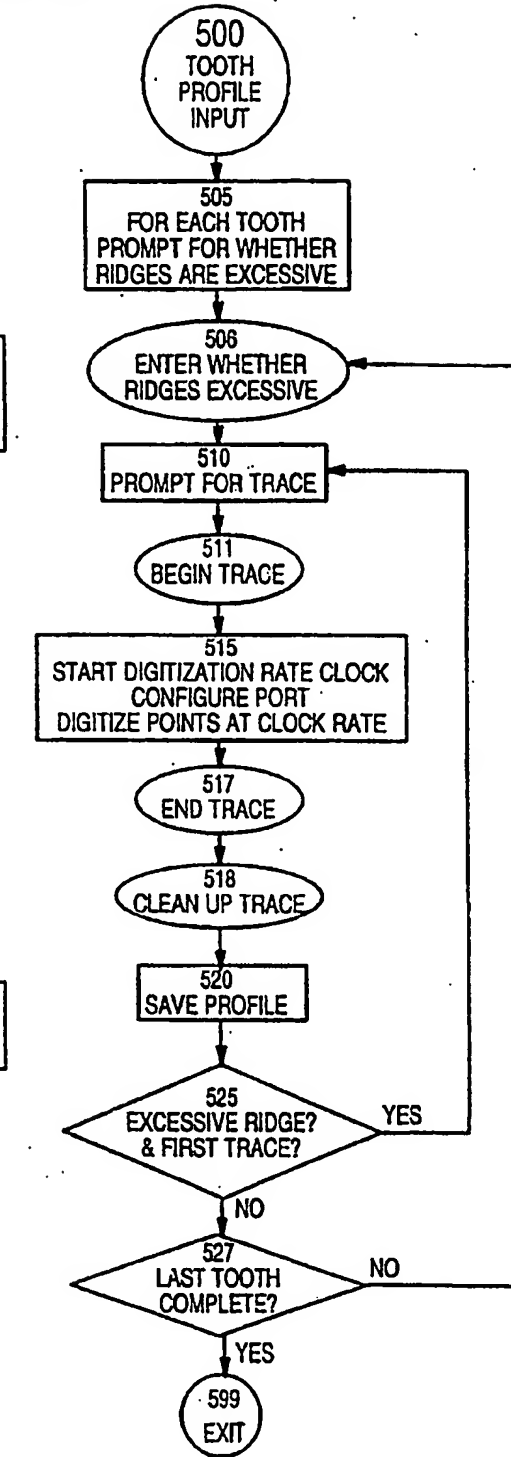 500
TOOTH
PROFILE
INPUT
505
FOR EACH TOOTH
PROMPT FOR WHETHER
RIDGES ARE EXCESSIVE
506
ENTER WHETHER
RIDGES EXCESSIVE
510
PROMPT FOR TRACE
511
BEGIN TRACE
515
START DIGITIZATION RATE CLOCK
CONFIGURE PORT
DIGITIZE POINTS AT CLOCK RATE
517
END TRACE
518
CLEAN UP TRACE
520
SAVE PROFILE
525
EXCESSIVE RIDGE?
& FIRST TRACE?
YES
NO
527
LAST TOOTH
COMPLETE?
NO
YES
599
EXIT